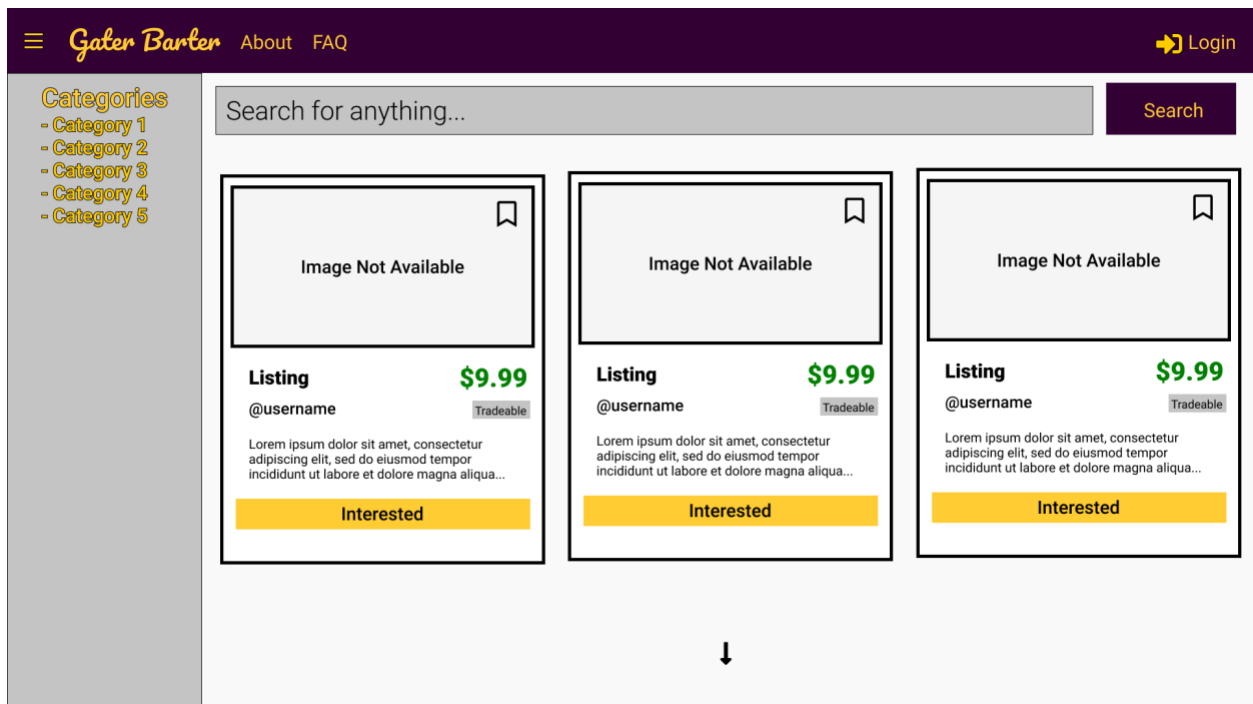 Gater Barter About FAQ Login
Categories
- Category 1
- Category 2
- Category 3
- Category 4
- Category 5
Search for anything... Search
Image Not Available
Listing $9.99
@username Tradeable
Lorem ipsum dolor sit amet, consectetur
adipiscing elit, sed do eiusmod tempor
incididunt ut labore et dolore magna aliqua...
Interested
Image Not Available
Listing $9.99
@username Tradeable
Lorem ipsum dolor sit amet, consectetur
adipiscing elit, sed do eiusmod tempor
incididunt ut labore et dolore magna aliqua...
Interested
Image Not Available
Listing $9.99
@username Tradeable
Lorem ipsum dolor sit amet, consectetur
adipiscing elit, sed do eiusmod tempor
incididunt ut labore et dolore magna aliqua...
Interested